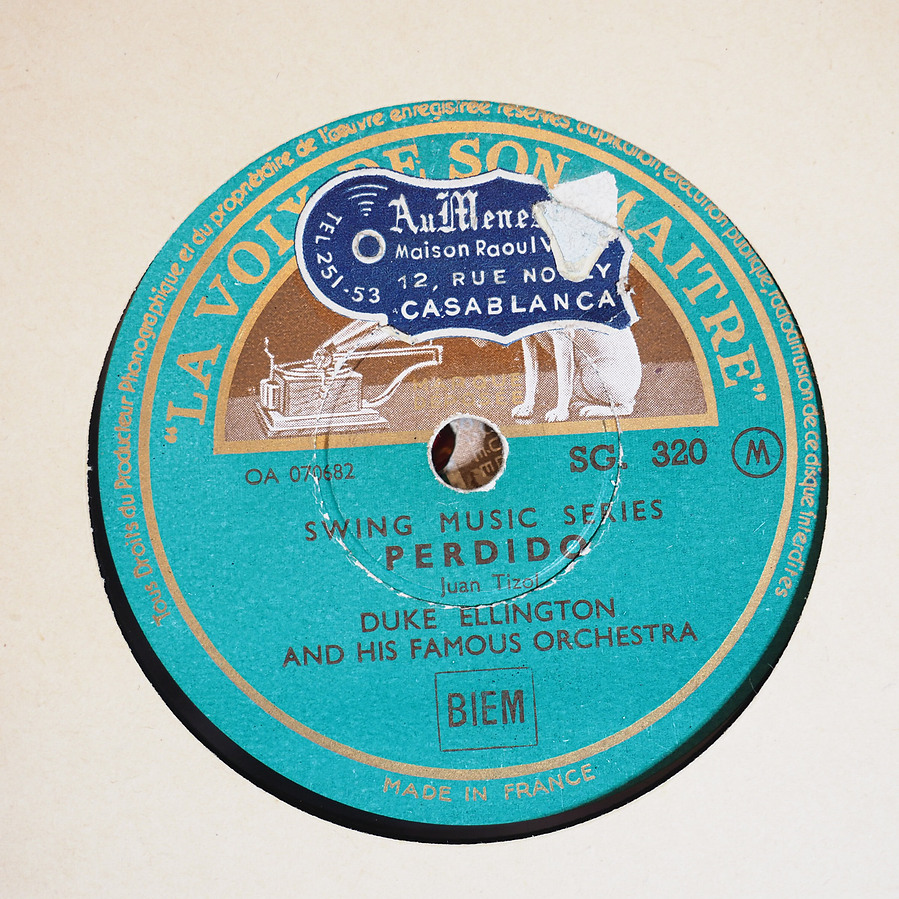 Tous Droits du Producteur Phonographique et du propriétaire de l'œuvre enregistrée réservés, duplication, exécution publique, radiodiffusion de ce disque interdites
"LA VOIX DE SON MAITRE"
TEL. 251-53
Au
Maison Raoul
12, RUE
CASABLANCA
OA 070682
SG. 320
M
SWING MUSIC SERIES
PERDIDO
Juan Tizol
DUKE ELLINGTON
AND HIS FAMOUS ORCHESTRA
BIEM
MADE IN FRANCE